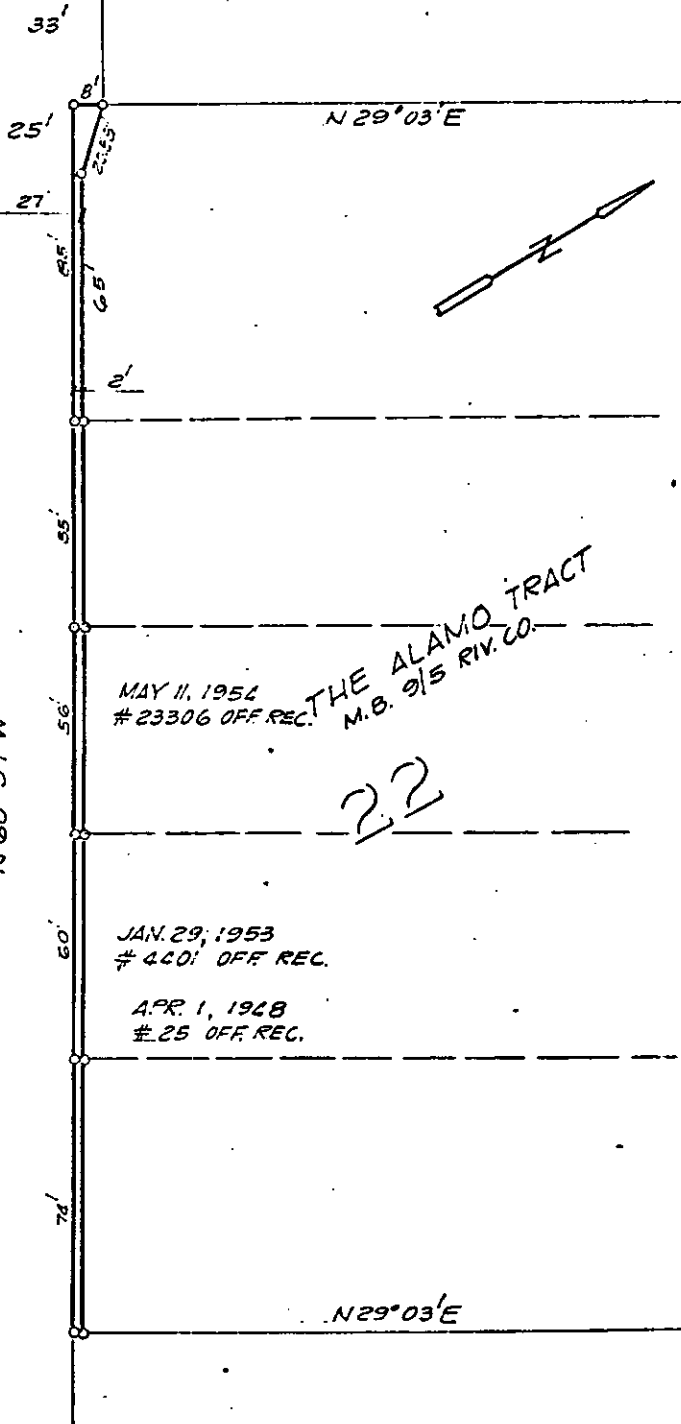 33'
8'
N 29°03' E
25'
27
65'
2'
55'
THE ALAMO TRACT
M.B. 9/5 RIV. CO.
MAY 11, 1954
# 23306 OFF. REC.
56'
22
60'
JAN. 29, 1953
# 4401 OFF. REC.
APR. 1, 1948
# 25 OFF. REC.
74'
N 29°03' E